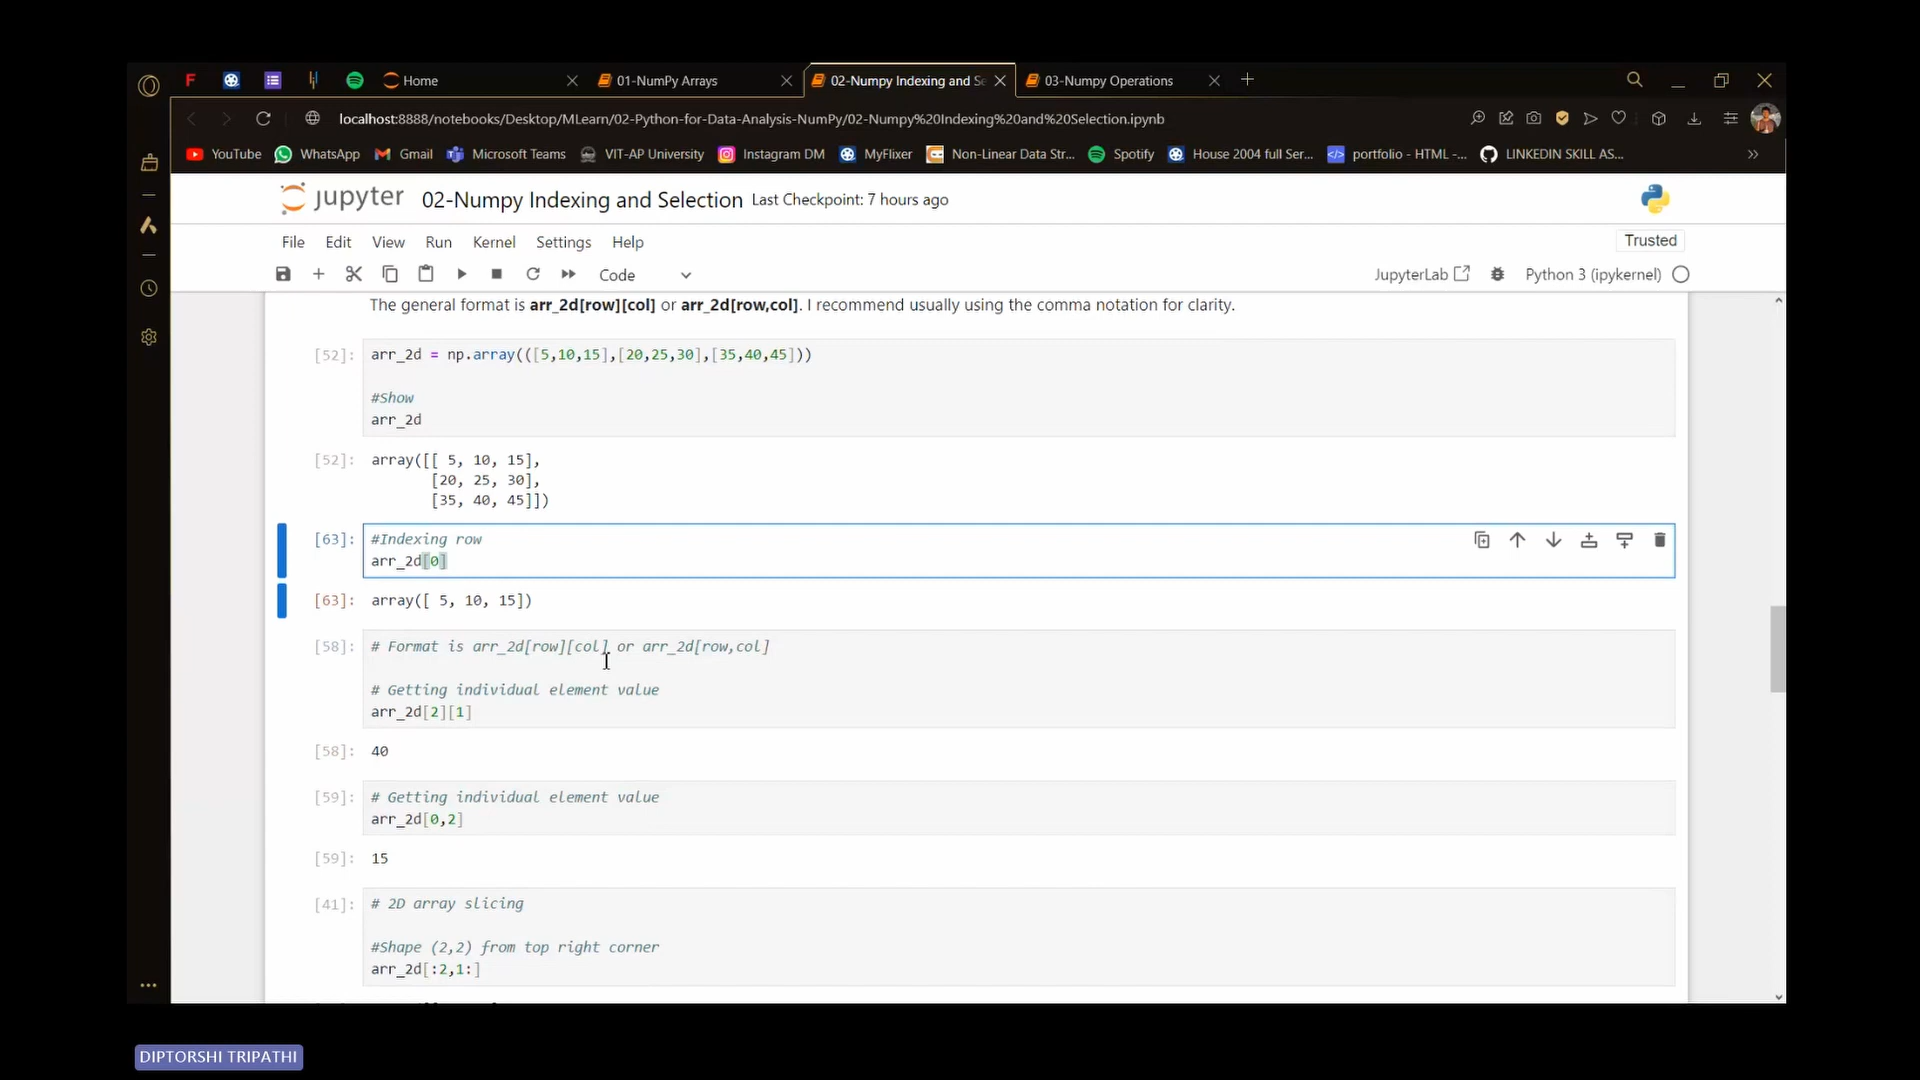 F
Home
01-NumPy Arrays
02-Numpy Indexing and Se
03-Numpy Operations
localhost:8888/notebooks/Desktop/MLearn/02-Python-for-Data-Analysis-NumPy/02-Numpy%20Indexing%20and%20Selection.ipynb
YouTube WhatsApp Gmail Microsoft Teams VIT-AP University Instagram DM MyFlixer Non-Linear Data Str... Spotify House 2004 full Ser... portfolio - HTML -... LINKEDIN SKILL AS...
jupyter 02-Numpy Indexing and Selection Last Checkpoint: 7 hours ago
File Edit View Run Kernel Settings Help
Trusted
Code
JupyterLab
Python 3 (ipykernel)
The general format is arr_2d[row][col] or arr_2d[row,col]. I recommend usually using the comma notation for clarity.
[52]: arr_2d = np.array(([5,10,15],[20,25,30],[35,40,45]))
#Show
arr_2d
[52]: array([[ 5, 10, 15],
[20, 25, 30],
[35, 40, 45]])
[63]: #Indexing row
arr_2d[0]
[63]: array([ 5, 10, 15])
[58]: # Format is arr_2d[row][col] or arr_2d[row,col]
# Getting individual element value
arr_2d[2][1]
[58]: 40
[59]: # Getting individual element value
arr_2d[0,2]
[59]: 15
[41]: # 2D array slicing
#Shape (2,2) from top right corner
arr_2d[:2,1:]
DIPTORSHI TRIPATHI